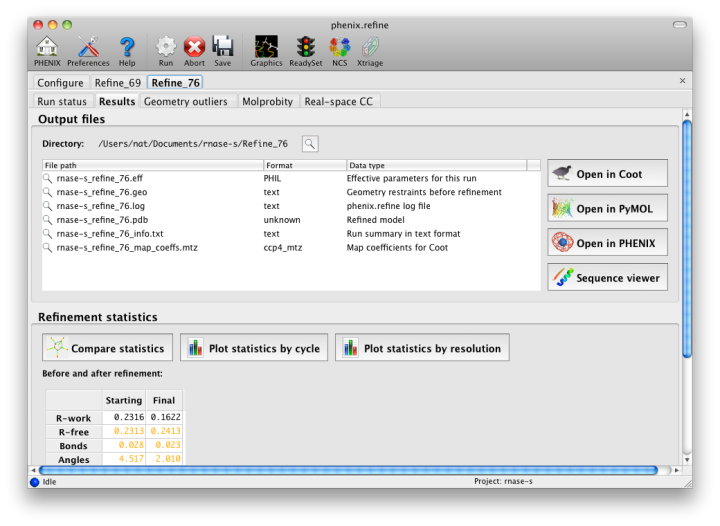 phenix.refine
PHENIX Preferences Help Run Abort Save Graphics ReadySet NCS Xtriage
Configure Refine_69 Refine_76 ×
Run status Results Geometry outliers Molprobity Real-space CC
Output files
Directory: /Users/nat/Documents/rnase-s/Refine_76
File path Format Data type
rnase-s_refine_76.eff PHIL Effective parameters for this run
rnase-s_refine_76.geo text Geometry restraints before refinement
rnase-s_refine_76.log text phenix.refine log file
rnase-s_refine_76.pdb unknown Refined model
rnase-s_refine_76_info.txt text Run summary in text format
rnase-s_refine_76_map_coeffs.mtz ccp4_mtz Map coefficients for Coot
Open in Coot
Open in PyMOL
Open in PHENIX
Sequence viewer
Refinement statistics
Compare statistics Plot statistics by cycle Plot statistics by resolution
Before and after refinement:
Starting Final
R-work 0.2316 0.1622
R-free 0.2313 0.2413
Bonds 0.028 0.023
Angles 4.517 2.010
Idle Project: rnase-s